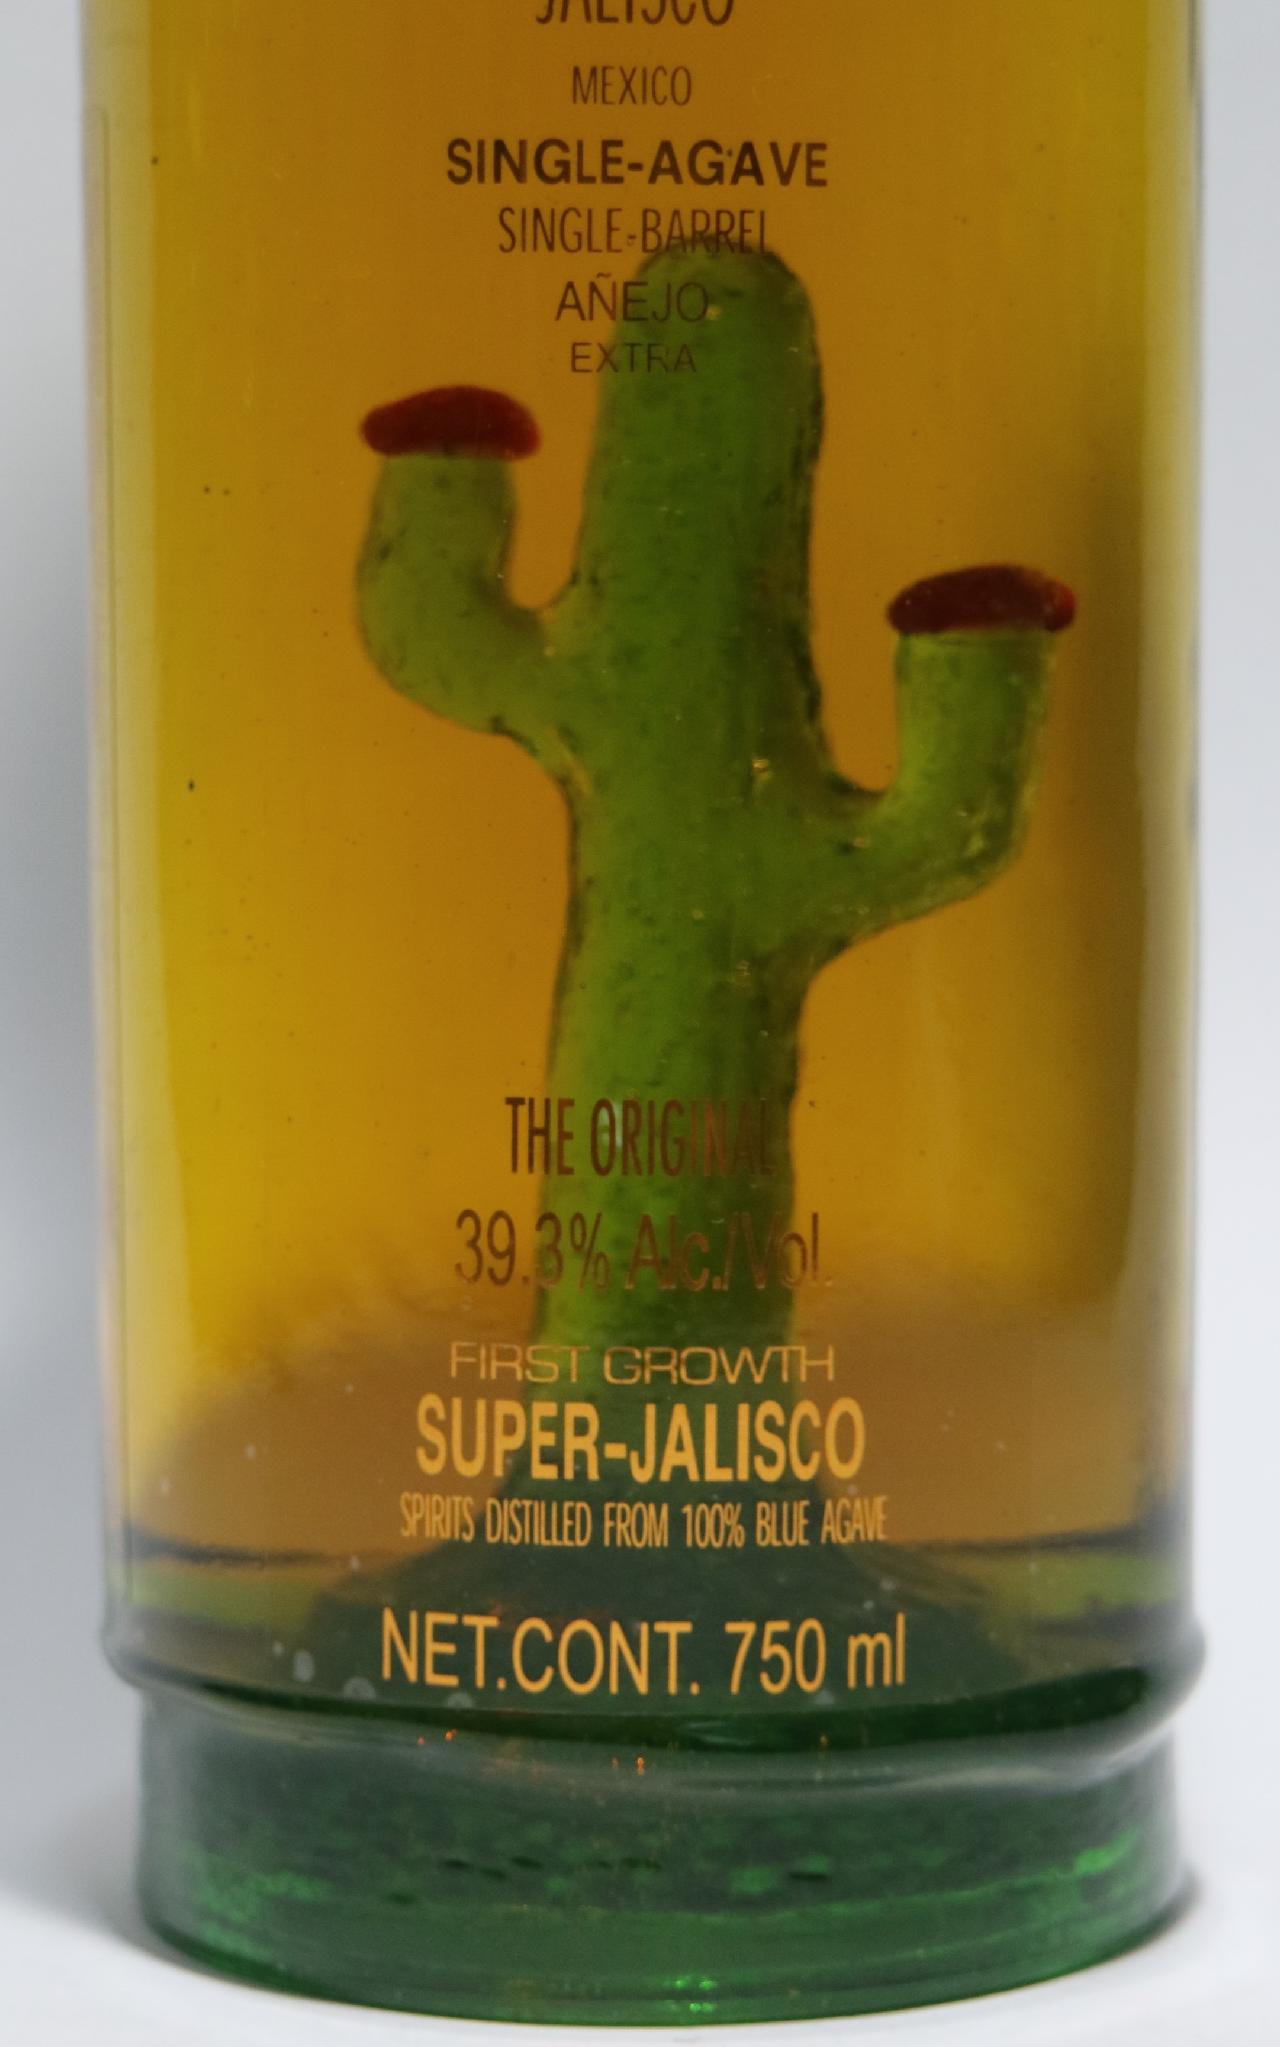 JALISCO
MEXICO
SINGLE-AGAVE
SINGLE-BARREL
AÑEJO
EXTRA
THE ORIGINAL
39.3% Alc./Vol.
FIRST GROWTH
SUPER-JALISCO
SPIRITS DISTILLED FROM 100% BLUE AGAVE
NET.CONT. 750 ml